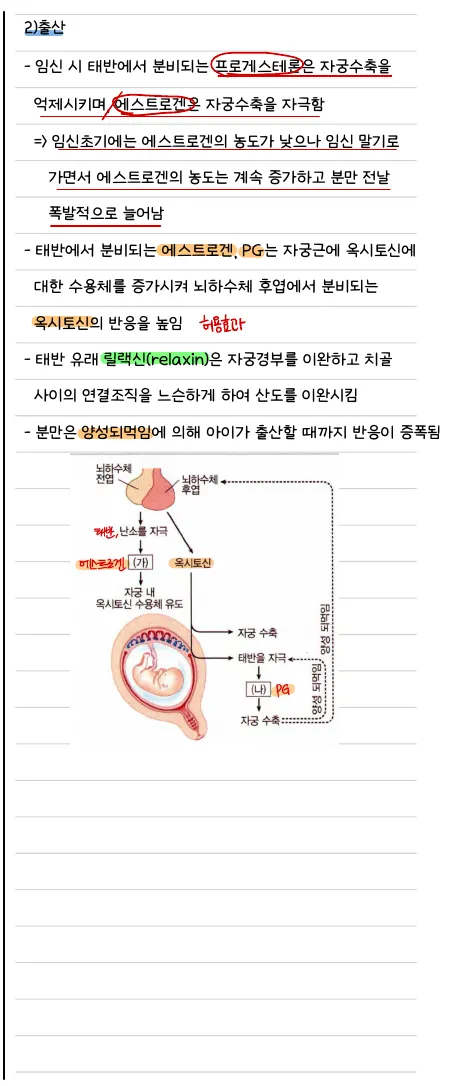 2)출산
- 임신 시 태반에서 분비되는 프로게스테론은 자궁수축을
억제시키며, 에스트로겐은 자궁수축을 자극함
=> 임신초기에는 에스트로겐의 농도가 낮으나 임신 말기로
가면서 에스트로겐의 농도는 계속 증가하고 분만 전날
폭발적으로 늘어남
- 태반에서 분비되는 에스트로겐, PG는 자궁근에 옥시토신에
대한 수용체를 증가시켜 뇌하수체 후엽에서 분비되는
옥시토신의 반응을 높임 허용효과
- 태반 유래 릴랙신(relaxin)은 자궁경부를 이완하고 치골
사이의 연결조직을 느슨하게 하여 산도를 이완시킴
- 분만은 양성되먹임에 의해 아이가 출산할 때까지 반응이 증폭됨
뇌하수체
전엽
뇌하수체
후엽
태반, 난소를 자극
에스트로겐 (가)
옥시토신
자궁 내
옥시토신 수용체 유도
자궁 수축
태반을 자극
(나) PG
자궁 수축
양성 되먹임
양성 되먹임